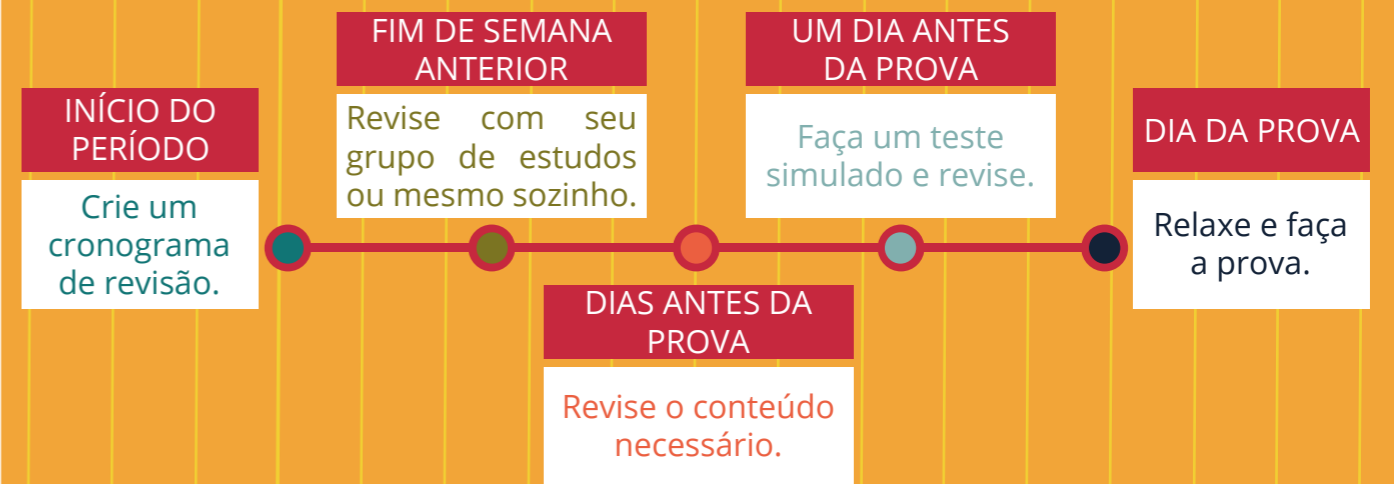 INÍCIO DO
PERÍODO
Crie um
cronograma
de revisão.
FIM DE SEMANA
ANTERIOR
Revise com seu
grupo de estudos
ou mesmo sozinho.
DIAS ANTES DA
PROVA
Revise o conteúdo
necessário.
UM DIA ANTES
DA PROVA
Faça um teste
simulado e revise.
DIA DA PROVA
Relaxe e faça
a prova.